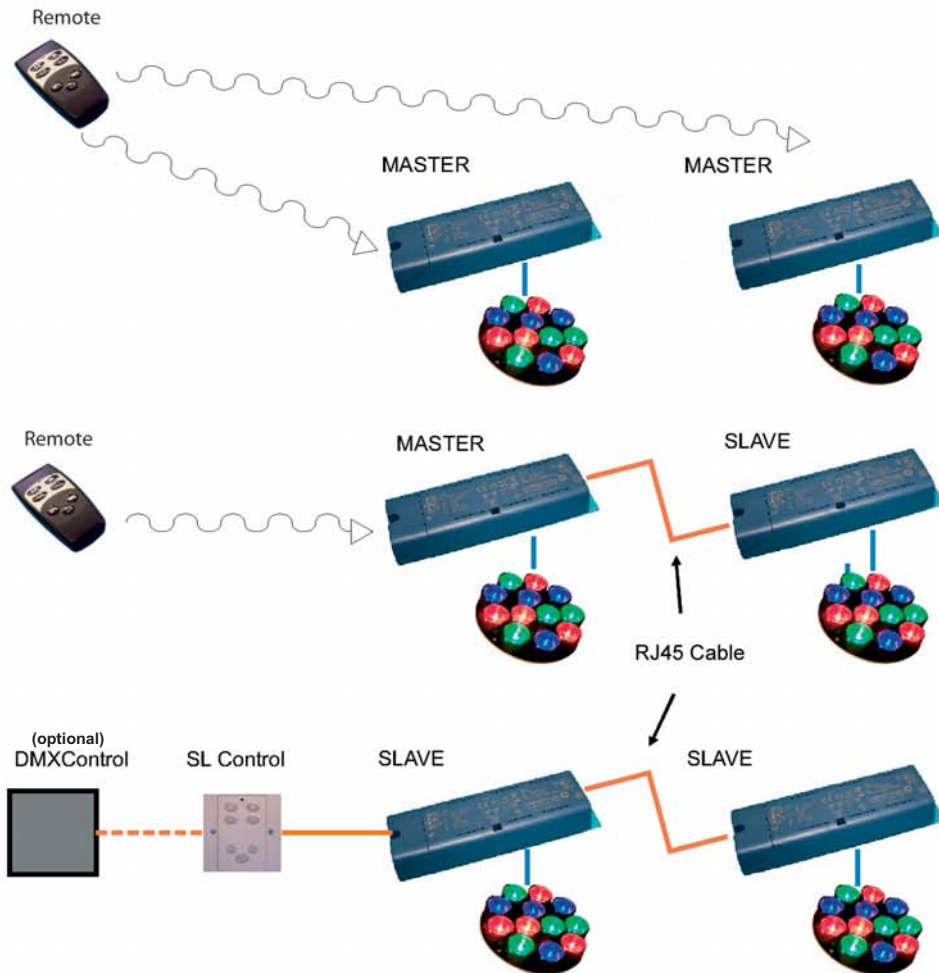 Remote
MASTER
MASTER
Remote
MASTER
SLAVE
RJ45 Cable
(optional)
DMXControl
SL Control
SLAVE
SLAVE